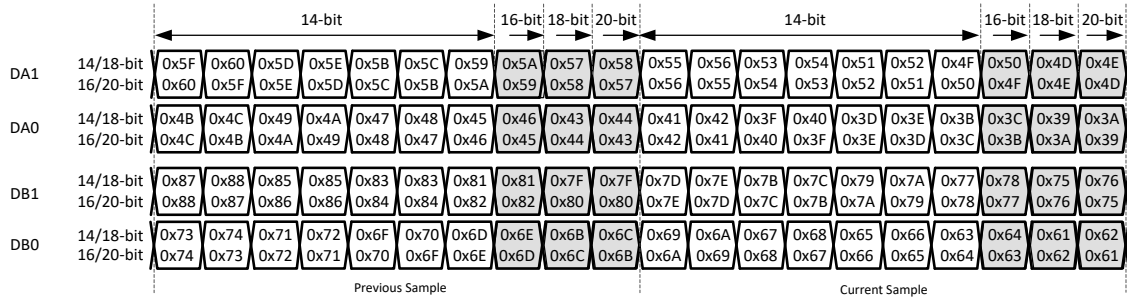 14-bit 16-bit 18-bit 20-bit 14-bit 16-bit 18-bit 20-bit
DA1
14/18-bit 0x5F 0x60 0x5D 0x5E 0x5B 0x5C 0x59 0x5A 0x57 0x58 0x55 0x56 0x53 0x54 0x51 0x52 0x4F 0x50 0x4D 0x4E
16/20-bit 0x60 0x5F 0x5E 0x5D 0x5C 0x5B 0x5A 0x59 0x58 0x57 0x56 0x55 0x54 0x53 0x52 0x51 0x50 0x4F 0x4E 0x4D
DA0
14/18-bit 0x4B 0x4C 0x49 0x4A 0x47 0x48 0x45 0x46 0x43 0x44 0x41 0x42 0x3F 0x40 0x3D 0x3E 0x3B 0x3C 0x39 0x3A
16/20-bit 0x4C 0x4B 0x4A 0x49 0x48 0x47 0x46 0x45 0x44 0x43 0x42 0x41 0x40 0x3F 0x3E 0x3D 0x3C 0x3B 0x3A 0x39
DB1
14/18-bit 0x87 0x88 0x85 0x85 0x83 0x83 0x81 0x81 0x7F 0x7F 0x7D 0x7E 0x7B 0x7C 0x79 0x7A 0x77 0x78 0x75 0x76
16/20-bit 0x88 0x87 0x86 0x86 0x84 0x84 0x82 0x82 0x80 0x80 0x7E 0x7D 0x7C 0x7B 0x7A 0x79 0x78 0x77 0x76 0x75
DB0
14/18-bit 0x73 0x74 0x71 0x72 0x6F 0x70 0x6D 0x6E 0x6B 0x6C 0x69 0x6A 0x67 0x68 0x65 0x66 0x63 0x64 0x61 0x62
16/20-bit 0x74 0x73 0x72 0x71 0x70 0x6F 0x6E 0x6D 0x6C 0x6B 0x6A 0x69 0x68 0x67 0x66 0x65 0x64 0x63 0x62 0x61
Previous Sample Current Sample